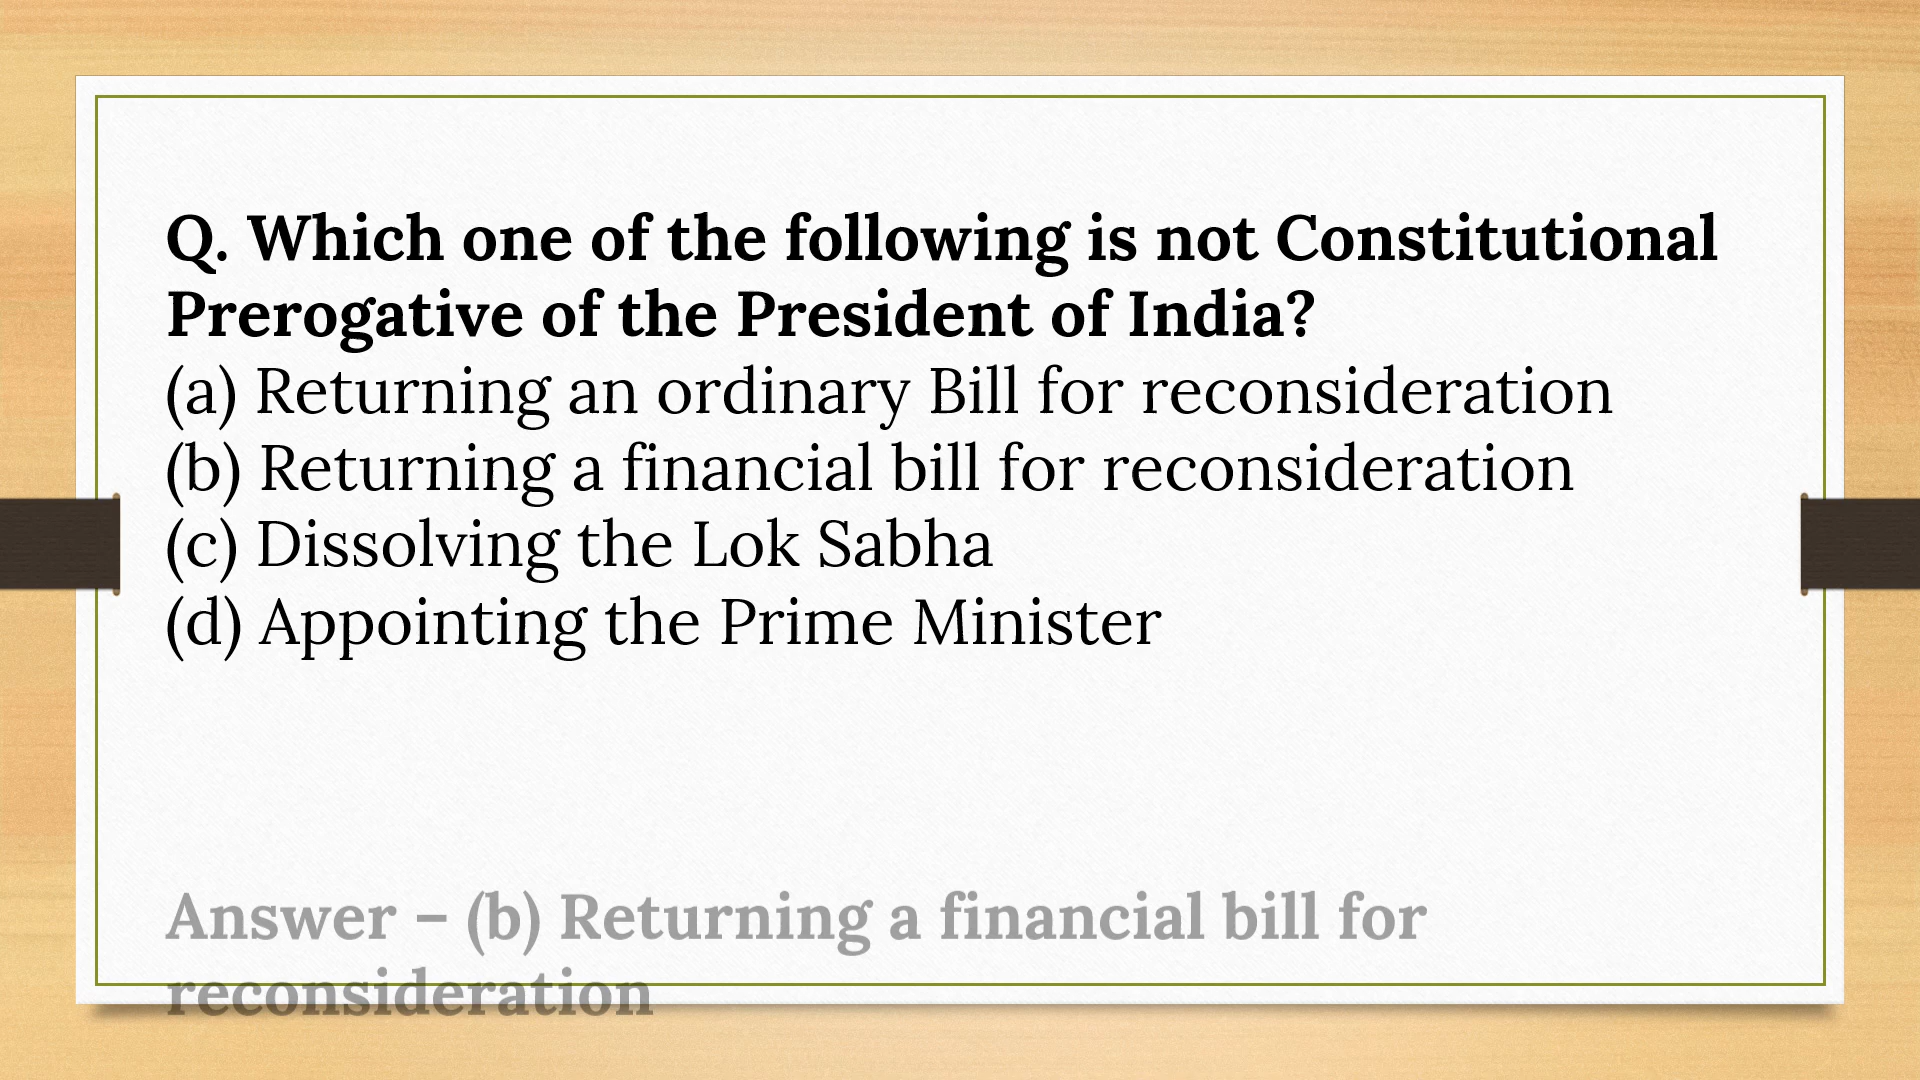 Q. Which one of the following is not Constitutional
Prerogative of the President of India?
(a) Returning an ordinary Bill for reconsideration
(b) Returning a financial bill for reconsideration
(c) Dissolving the Lok Sabha
(d) Appointing the Prime Minister
Answer – (b) Returning a financial bill for
reconsideration